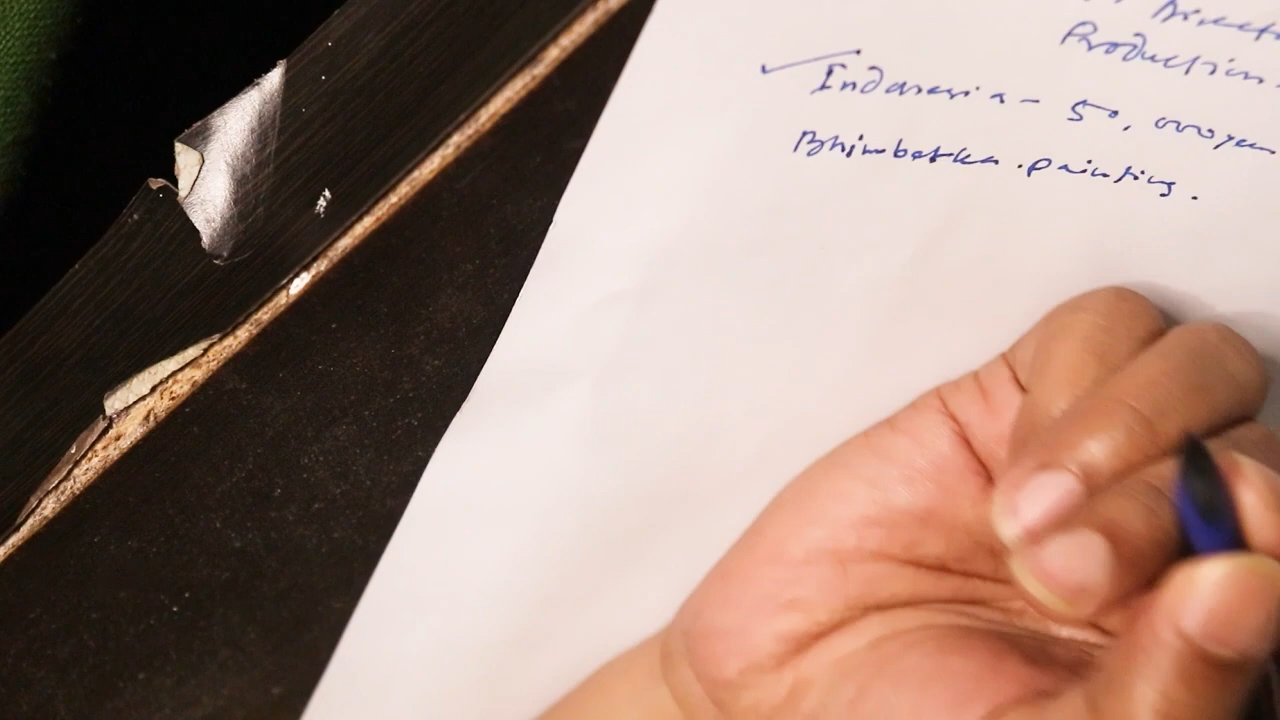 Production.
Indonesia - 50,000 year
Bhimbetka . painting .